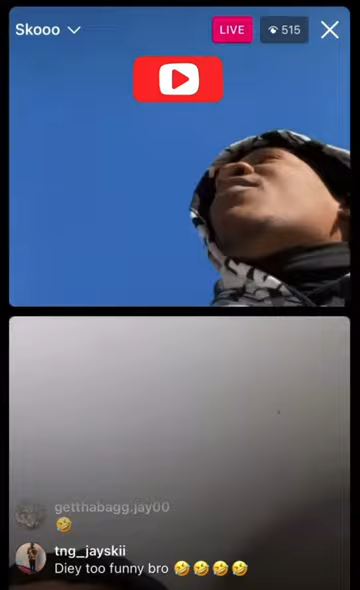 Skooo
LIVE
515
getthabagg.jay00
🤣
tng_jayskii
Diey too funny bro 🤣🤣🤣🤣